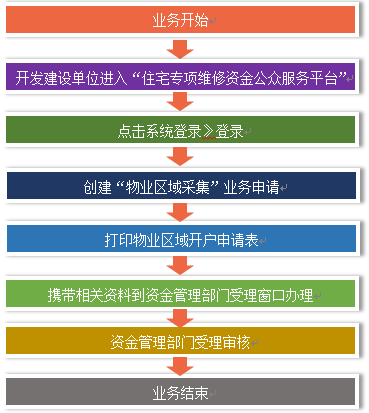 业务开始
开发建设单位进入“住宅专项维修资金公众服务平台”
点击系统登录》登录
创建“物业区域采集”业务申请
打印物业区域开户申请表
携带相关资料到资金管理部门受理窗口办理
资金管理部门受理审核
业务结束